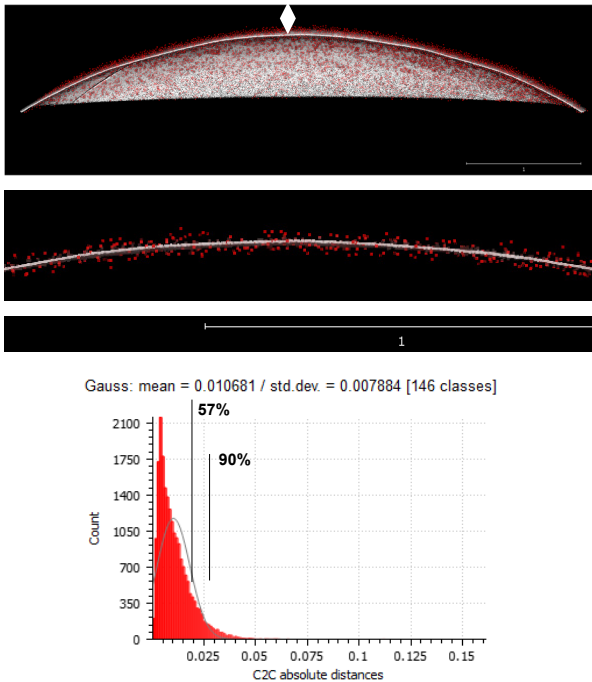 1
1
Gauss: mean = 0.010681 / std.dev. = 0.007884 [146 classes]
57%
90%
2100
1750
1400
1050
700
350
0
Count
0.025 0.05 0.075 0.1 0.125 0.15
C2C absolute distances